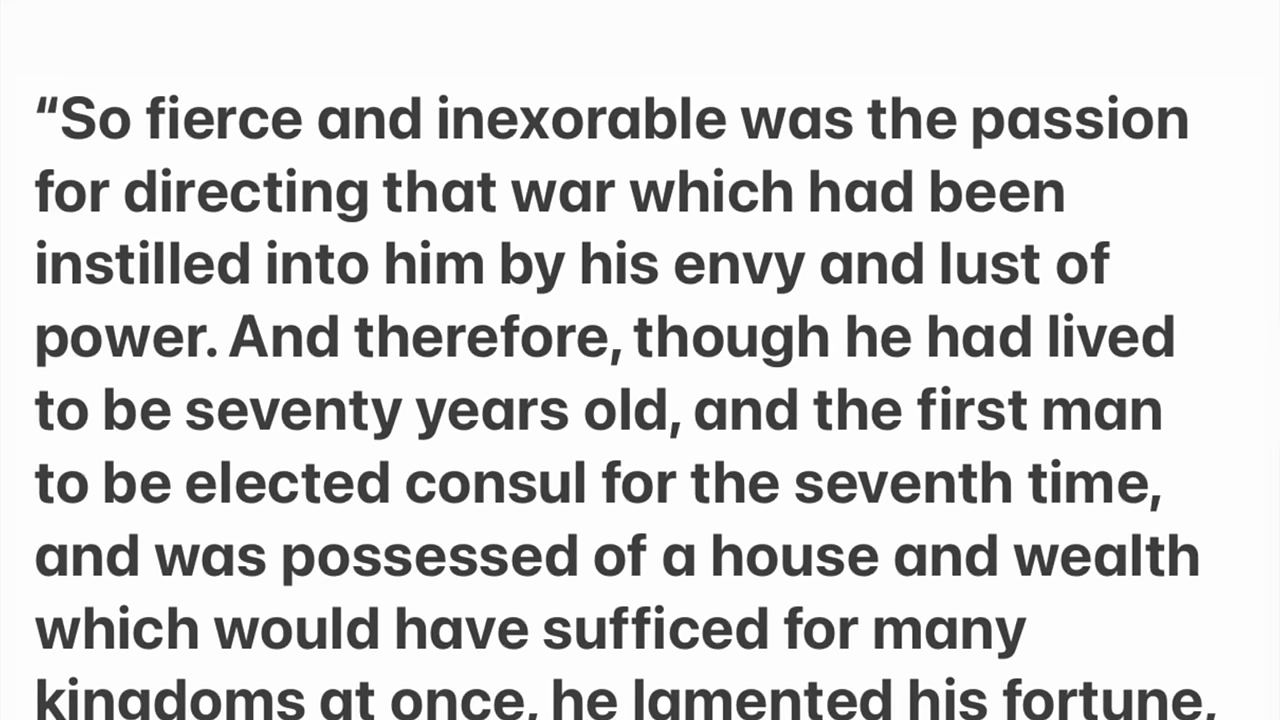 “So fierce and inexorable was the passion
for directing that war which had been
instilled into him by his envy and lust of
power. And therefore, though he had lived
to be seventy years old, and the first man
to be elected consul for the seventh time,
and was possessed of a house and wealth
which would have sufficed for many
kingdoms at once, he lamented his fortune,